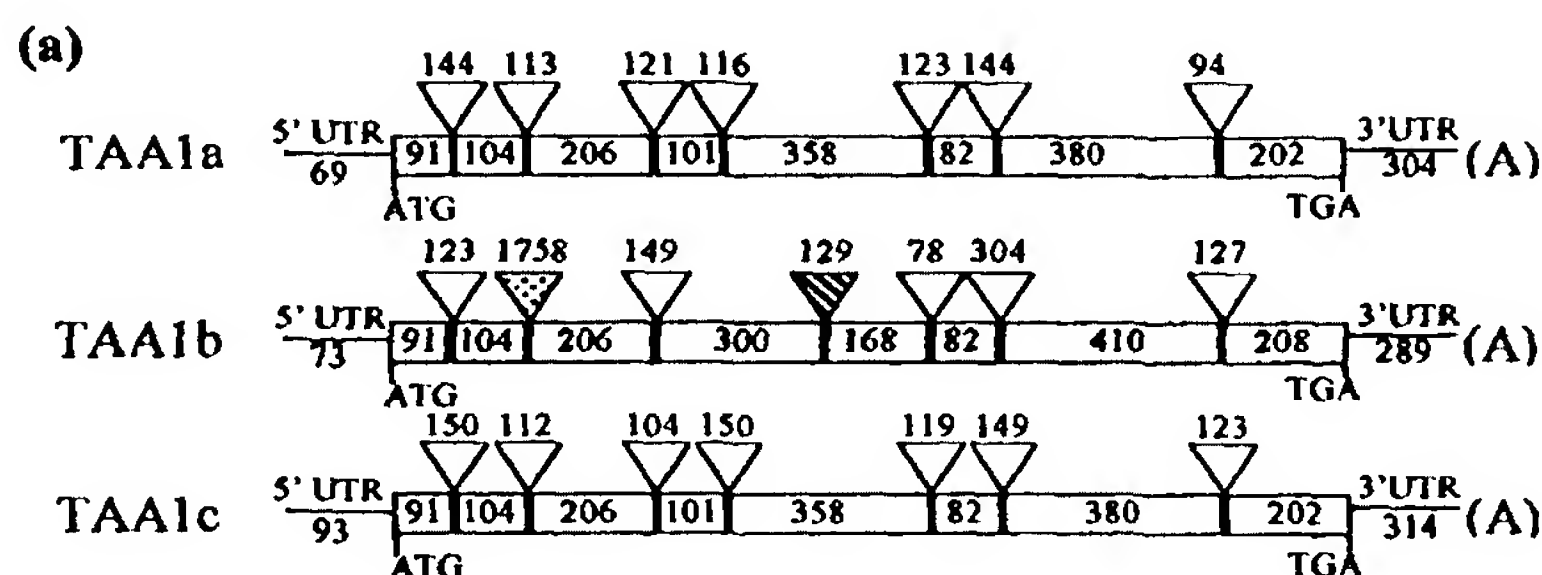 (a)
144 113 121 116 123 144 94
TAA1a 5' UTR 91 104 206 101 358 82 380 202 3'UTR (A)
69 304
ATG TGA
123 1758 149 129 78 304 127
TAA1b 5' UTR 91 104 206 300 168 82 410 208 3'UTR (A)
73 289
ATG TGA
150 112 104 150 119 149 123
TAA1c 5' UTR 91 104 206 101 358 82 380 202 3'UTR (A)
93 314
ATG TGA